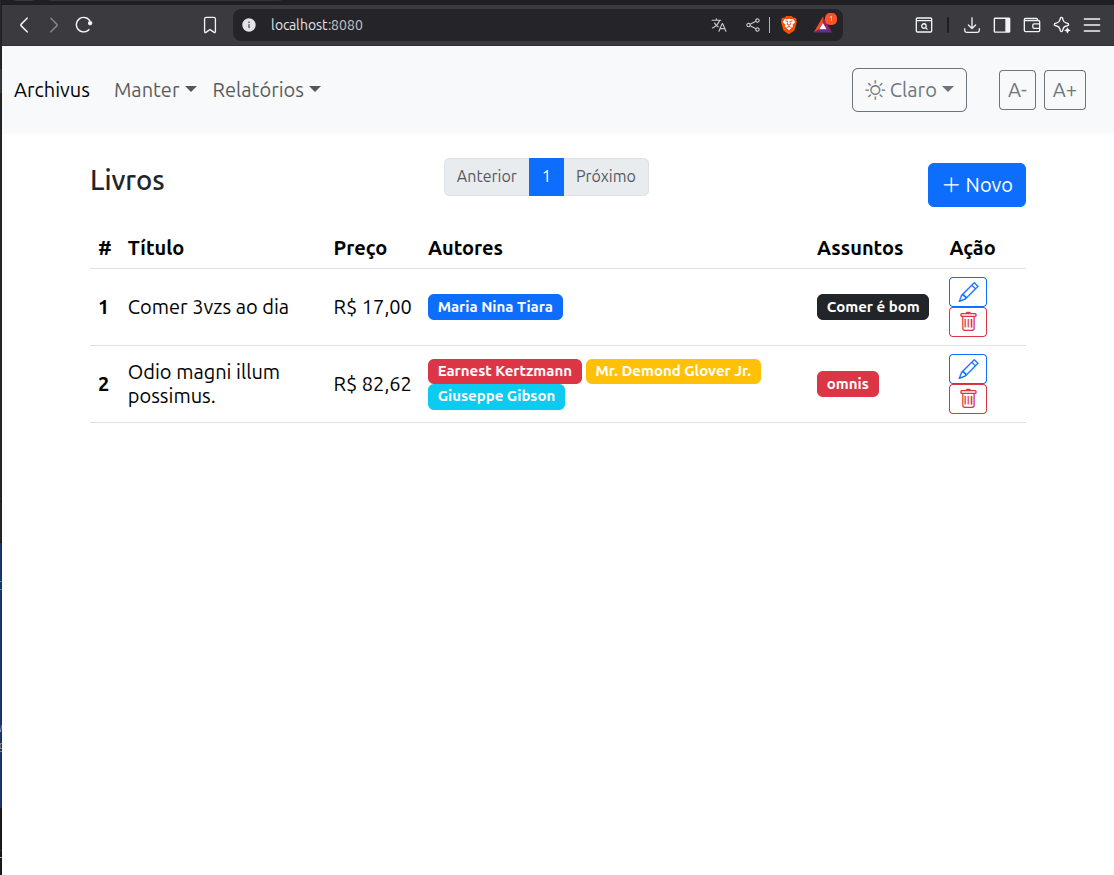 localhost:8080
1
Archivus Manter Relatórios Claro A- A+
Livros Anterior 1 Próximo + Novo
# Título Preço Autores Assuntos Ação
1 Comer 3vzs ao dia R$ 17,00 Maria Nina Tiara Comer é bom
2 Odio magni illum possimus. R$ 82,62 Earnest Kertzmann Mr. Demond Glover Jr. Giuseppe Gibson omnis